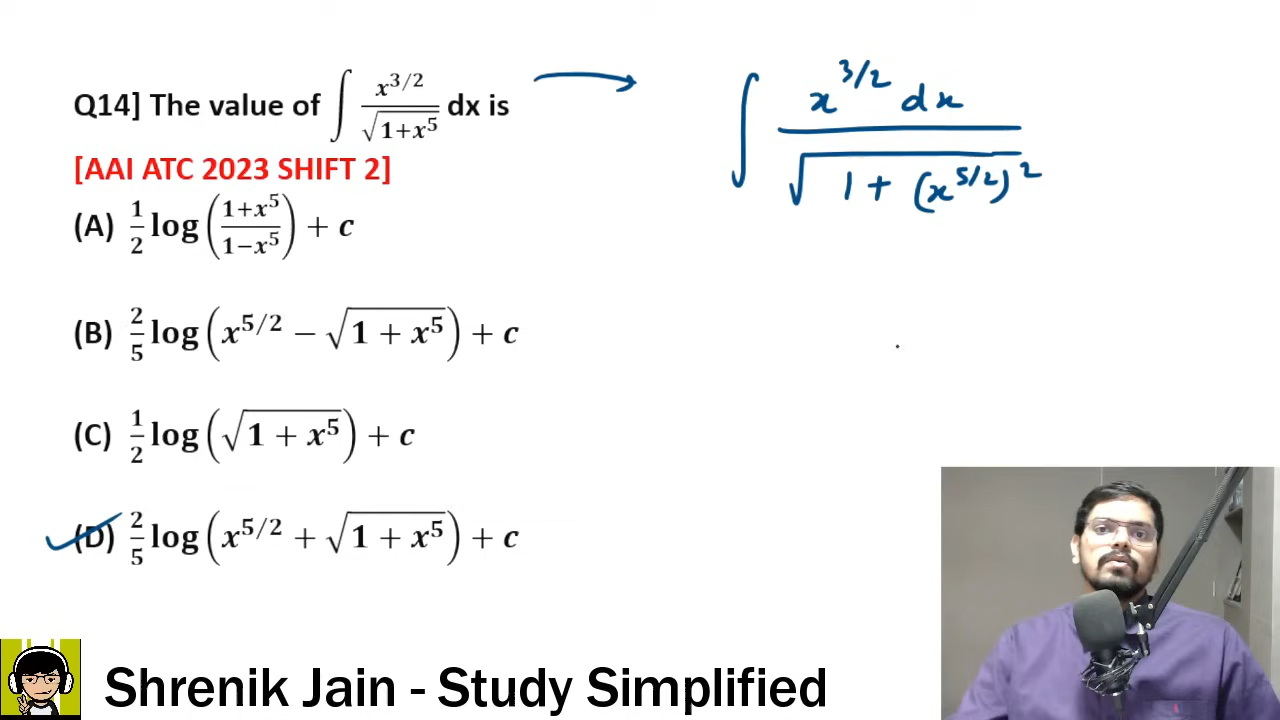 Q14] The value of ∫ x^{3/2} / √(1+x^5) dx is
[AAI ATC 2023 SHIFT 2]
(A) 1/2 log((1+x^5)/(1−x^5)) + c
(B) 2/5 log(x^{5/2} − √(1 + x^5)) + c
(C) 1/2 log(√(1 + x^5)) + c
(D) 2/5 log(x^{5/2} + √(1 + x^5)) + c
∫ x^{3/2} dx / √(1 + (x^{5/2})^2)
Shrenik Jain - Study Simplified